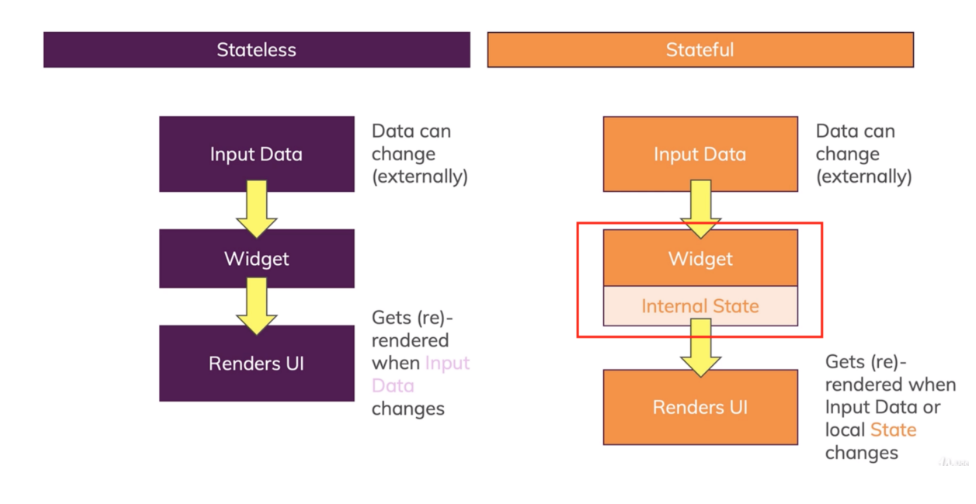 Stateless
Stateful
Input Data
Data can
change
(externally)
Widget
Renders UI
Gets (re)-
rendered
when Input
Data
changes
Input Data
Data can
change
(externally)
Widget
Internal State
Renders UI
Gets (re)-
rendered when
Input Data or
local State
changes